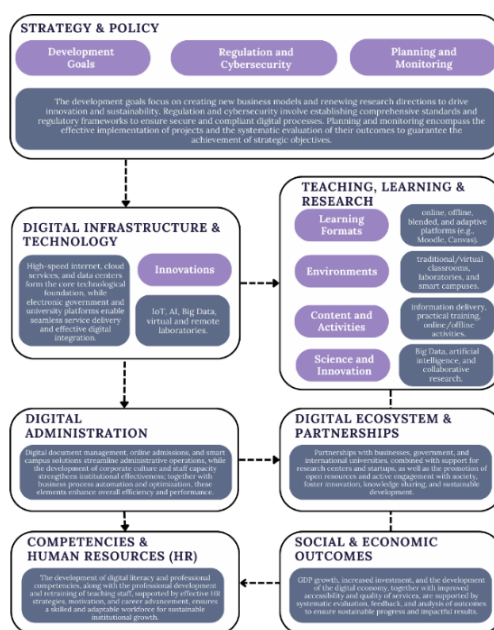 STRATEGY & POLICY
Development
Goals
Regulation and
Cybersecurity
Planning and
Monitoring
The development goals focus on creating new business models and renewing research directions to drive
innovation and sustainability. Regulation and cybersecurity involve establishing comprehensive standards and
regulatory frameworks to ensure secure and compliant digital processes. Planning and monitoring encompass the
effective implementation of projects and the systematic evaluation of their outcomes to guarantee the
achievement of strategic objectives.
DIGITAL INFRASTRUCTURE &
TECHNOLOGY
High-speed internet, cloud
services, and data centers
form the core technological
foundation, while
electronic government and
university platforms enable
seamless service delivery
and effective digital
integration.
Innovations
IoT, AI, Big Data,
virtual and remote
laboratories.
TEACHING, LEARNING &
RESEARCH
Learning
Formats
online, offline,
blended, and adaptive
platforms (e.g.,
Moodle, Canvas).
Environments
traditional/virtual
classrooms,
laboratories, and
smart campuses.
Content and
Activities
information delivery,
practical training,
online/offline
activities.
Science and
Innovation
Big Data, artificial
intelligence, and
collaborative
research.
DIGITAL
ADMINISTRATION
Digital document management, online admissions, and smart
campus solutions streamline administrative operations, while
the development of corporate culture and staff capacity
strengthens institutional effectiveness; together with
business process automation and optimization, these
elements enhance overall efficiency and performance.
DIGITAL ECOSYSTEM &
PARTNERSHIPS
Partnerships with businesses, government, and
international universities, combined with support for
research centers and startups, as well as the promotion of
open resources and active engagement with society,
foster innovation, knowledge sharing, and sustainable
development.
COMPETENCIES &
HUMAN RESOURCES (HR)
The development of digital literacy and professional
competencies, along with the professional development
and retraining of teaching staff, supported by effective HR
strategies, motivation, and career advancement, ensures
a skilled and adaptable workforce for sustainable
institutional growth.
SOCIAL & ECONOMIC
OUTCOMES
GDP growth, increased investment, and the development
of the digital economy, together with improved
accessibility and quality of services, are supported by
systematic evaluation, feedback, and analysis of outcomes
to ensure sustainable progress and impactful results.